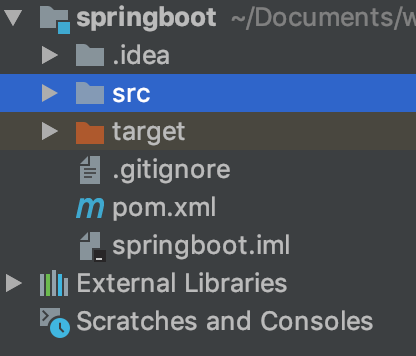 springboot ~/Documents/w
.idea
src
target
.gitignore
pom.xml
springboot.iml
External Libraries
Scratches and Consoles